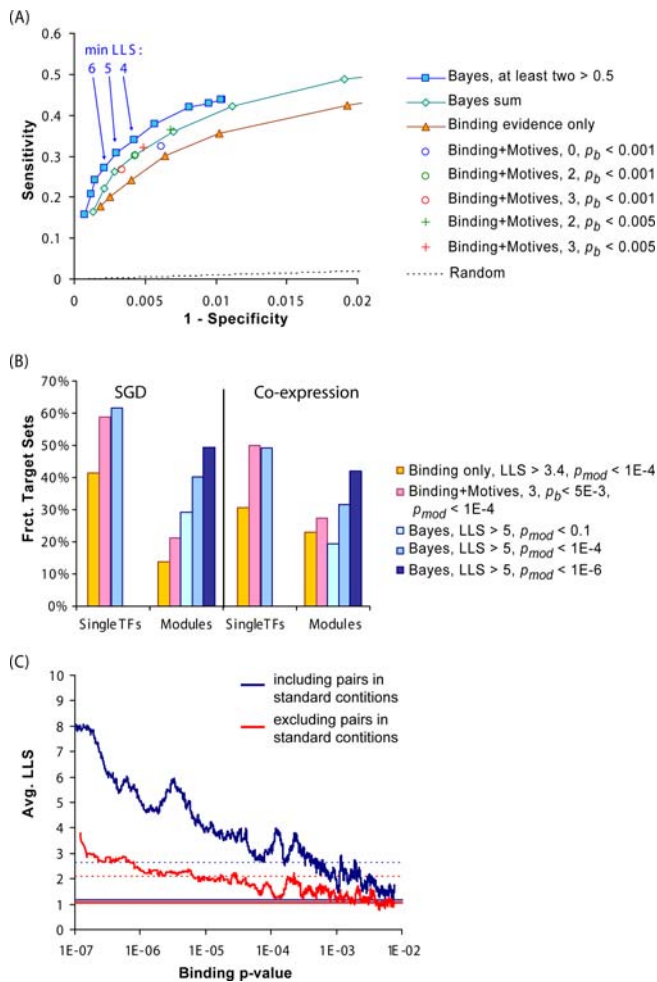 (A)
min LLS :
6 5 4
0.6
0.5
0.4
0.3
0.2
0.1
0
Sensitivity
0 0.005 0.01 0.015 0.02
1 - Specificity
Bayes, at least two > 0.5
Bayes sum
Binding evidence only
Binding+Motives, 0, p_b < 0.001
Binding+Motives, 2, p_b < 0.001
Binding+Motives, 3, p_b < 0.001
Binding+Motives, 2, p_b < 0.005
Binding+Motives, 3, p_b < 0.005
Random
(B)
SGD Co-expression
70%
60%
50%
40%
30%
20%
10%
0%
Frct. Target Sets
SingleTFs Modules SingleTFs Modules
Binding only, LLS > 3.4, p_mod < 1E-4
Binding+Motives, 3, p_b< 5E-3,
p_mod < 1E-4
Bayes, LLS > 5, p_mod < 0.1
Bayes, LLS > 5, p_mod < 1E-4
Bayes, LLS > 5, p_mod < 1E-6
(C)
10
9
8
7
6
5
4
3
2
1
0
Avg. LLS
including pairs in
standard contitions
excluding pairs in
standard contitions
1E-07 1E-06 1E-05 1E-04 1E-03 1E-02
Binding p-value